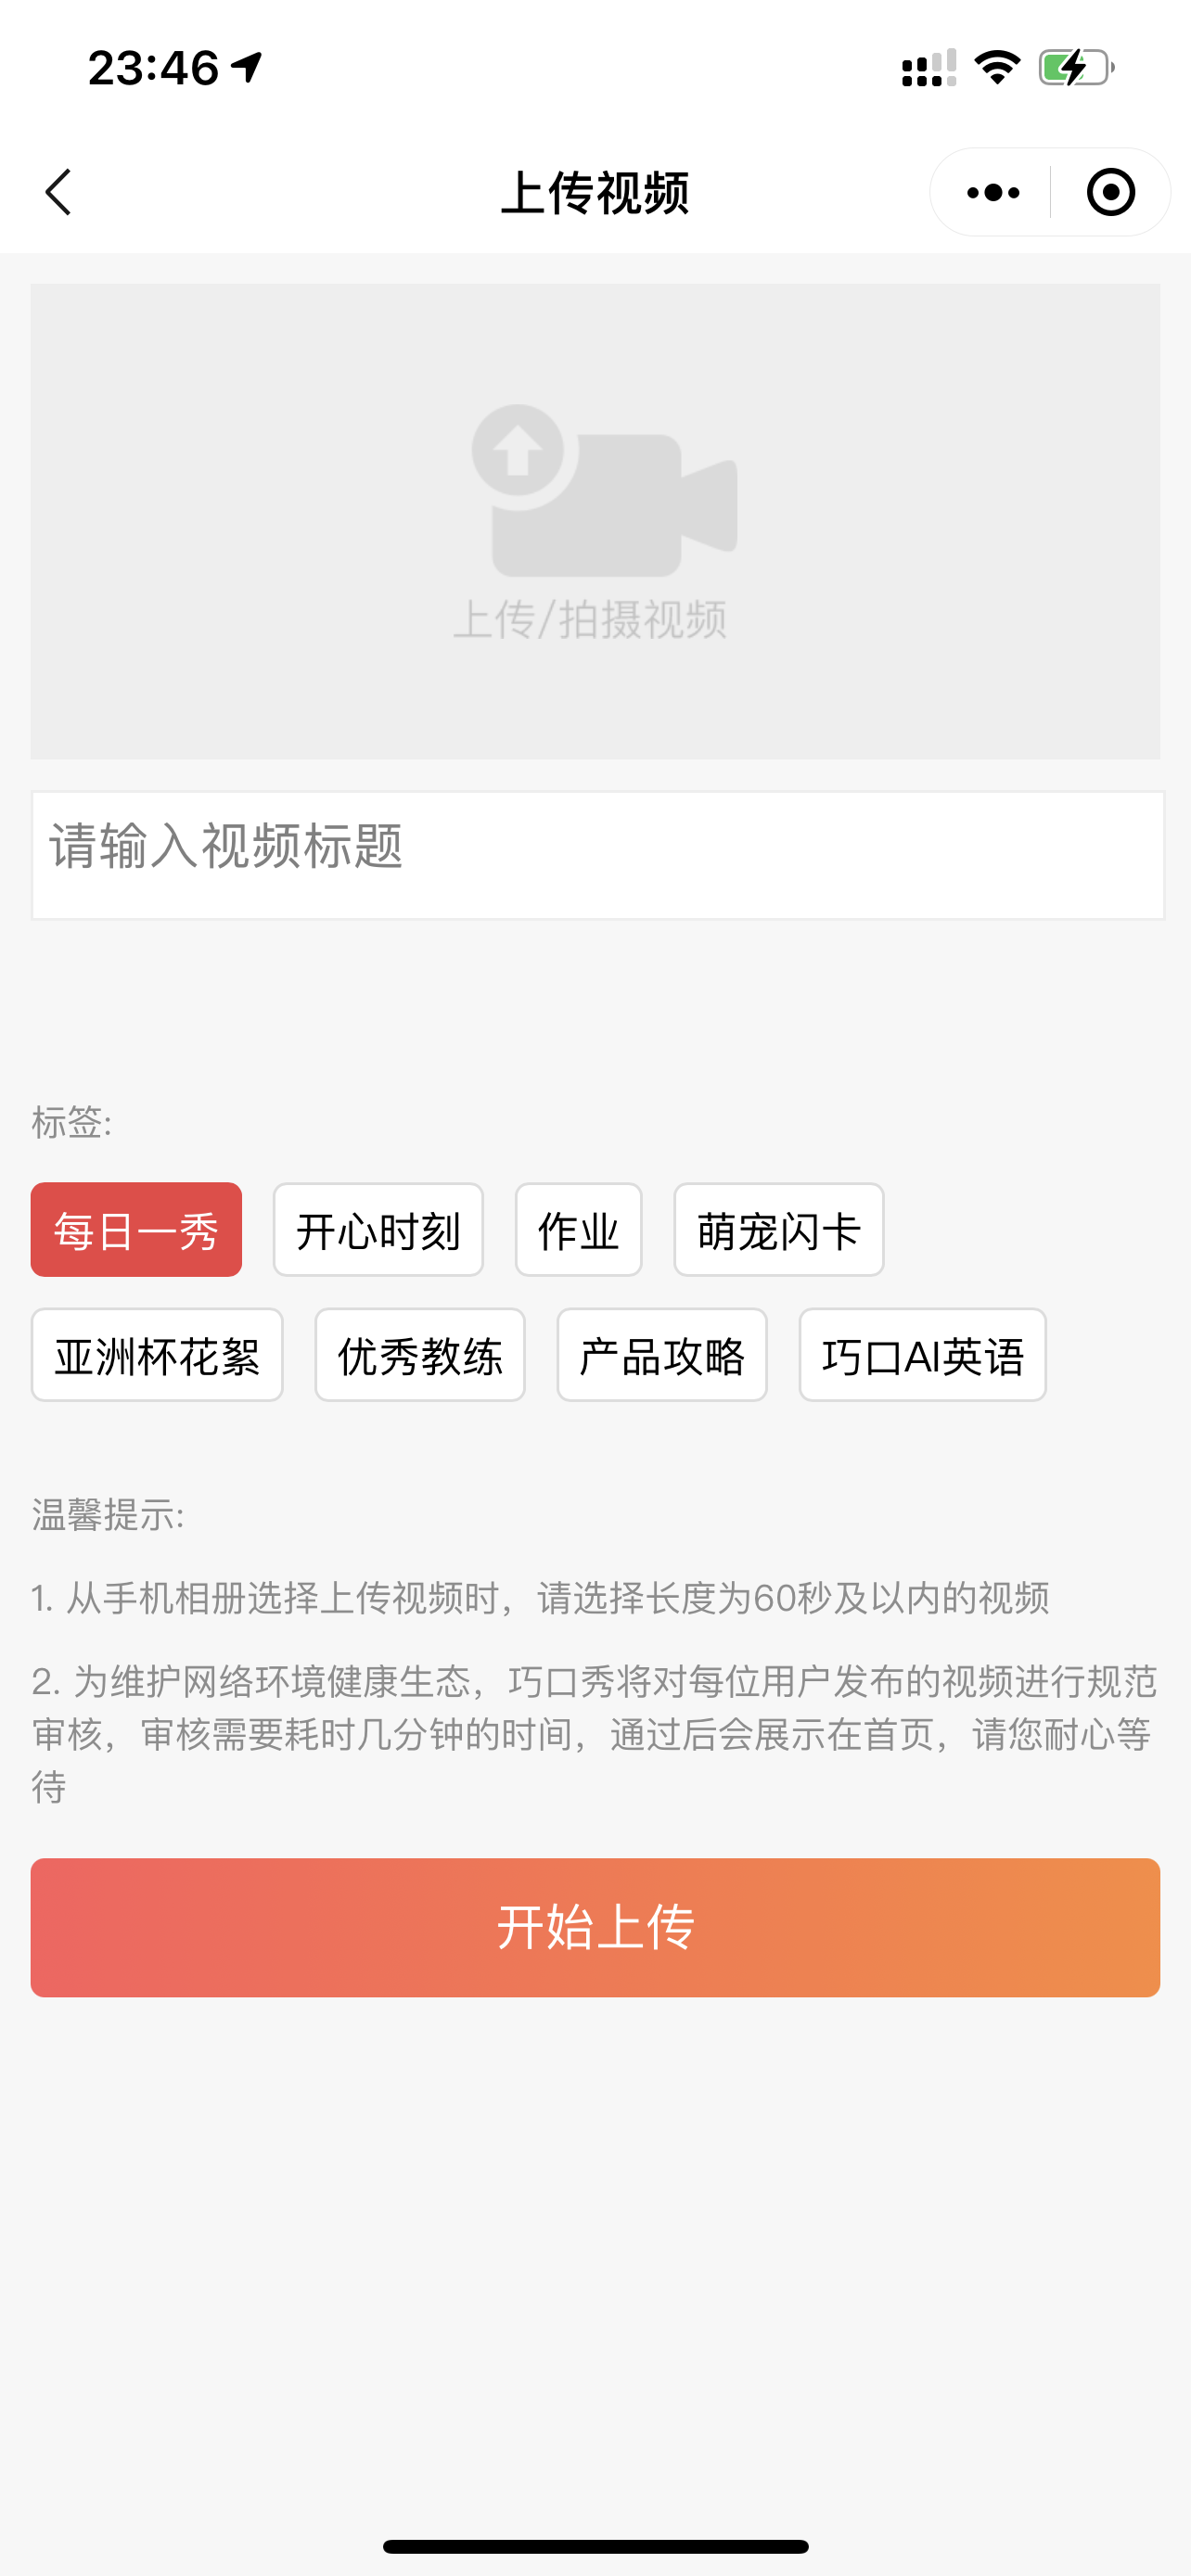 23:46
上传视频
上传/拍摄视频
请输入视频标题
标签:
每日一秀 开心时刻 作业 萌宠闪卡
亚洲杯花絮 优秀教练 产品攻略 巧口AI英语
温馨提示:
1. 从手机相册选择上传视频时，请选择长度为60秒及以内的视频
2. 为维护网络环境健康生态，巧口秀将对每位用户发布的视频进行规范
审核，审核需要耗时几分钟的时间，通过后会展示在首页，请您耐心等
待
开始上传